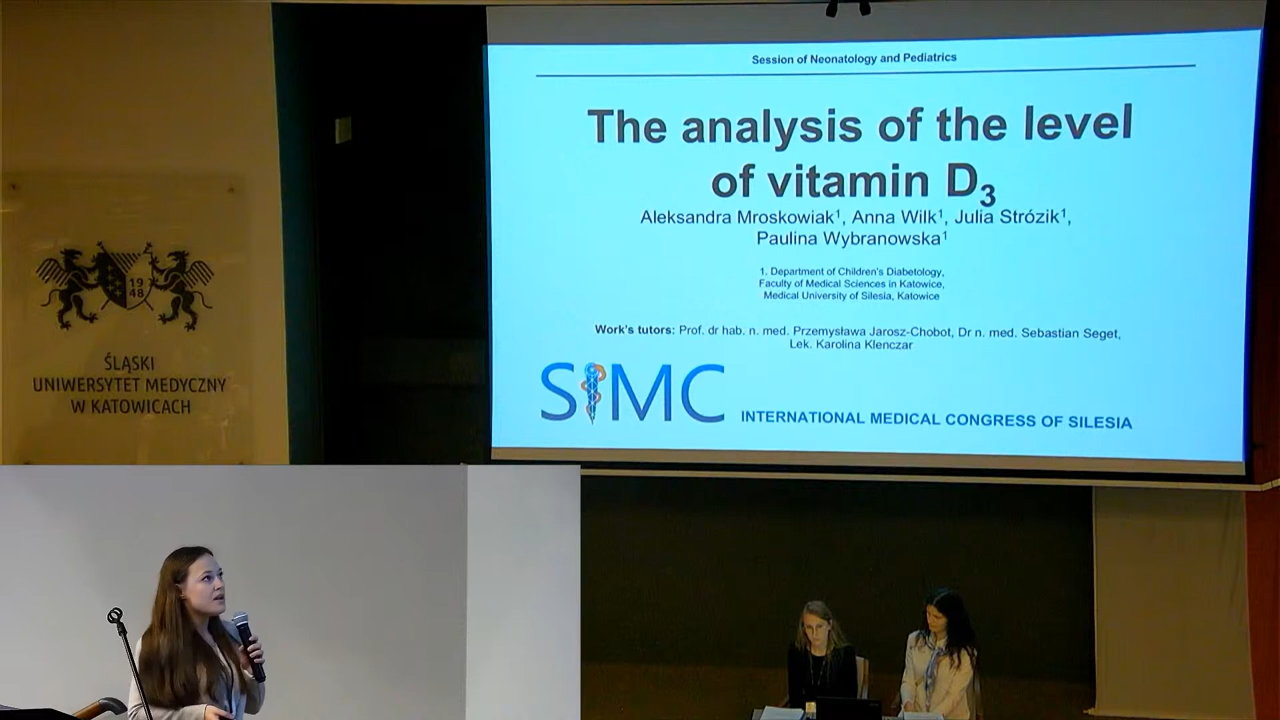 Session of Neonatology and Pediatrics
The analysis of the level
of vitamin D₃
Aleksandra Mroskowiak¹, Anna Wilk¹, Julia Strózik¹,
Paulina Wybranowska¹
1. Department of Children's Diabetology,
Faculty of Medical Sciences in Katowice,
Medical University of Silesia, Katowice
Work's tutors: Prof. dr hab. n. med. Przemysława Jarosz-Chobot, Dr n. med. Sebastian Seget,
Lek. Karolina Klenczar
SIMC
INTERNATIONAL MEDICAL CONGRESS OF SILESIA
19
48
ŚLĄSKI
UNIWERSYTET MEDYCZNY
W KATOWICACH